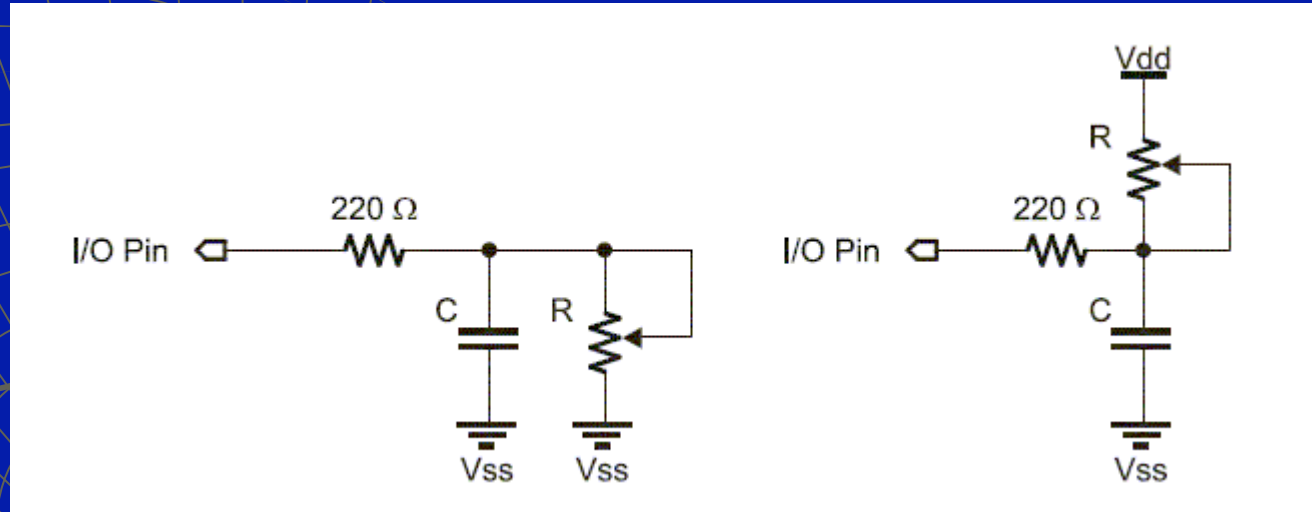 220 Ω
I/O Pin
C
R
Vss
Vss
Vdd
R
220 Ω
I/O Pin
C
Vss